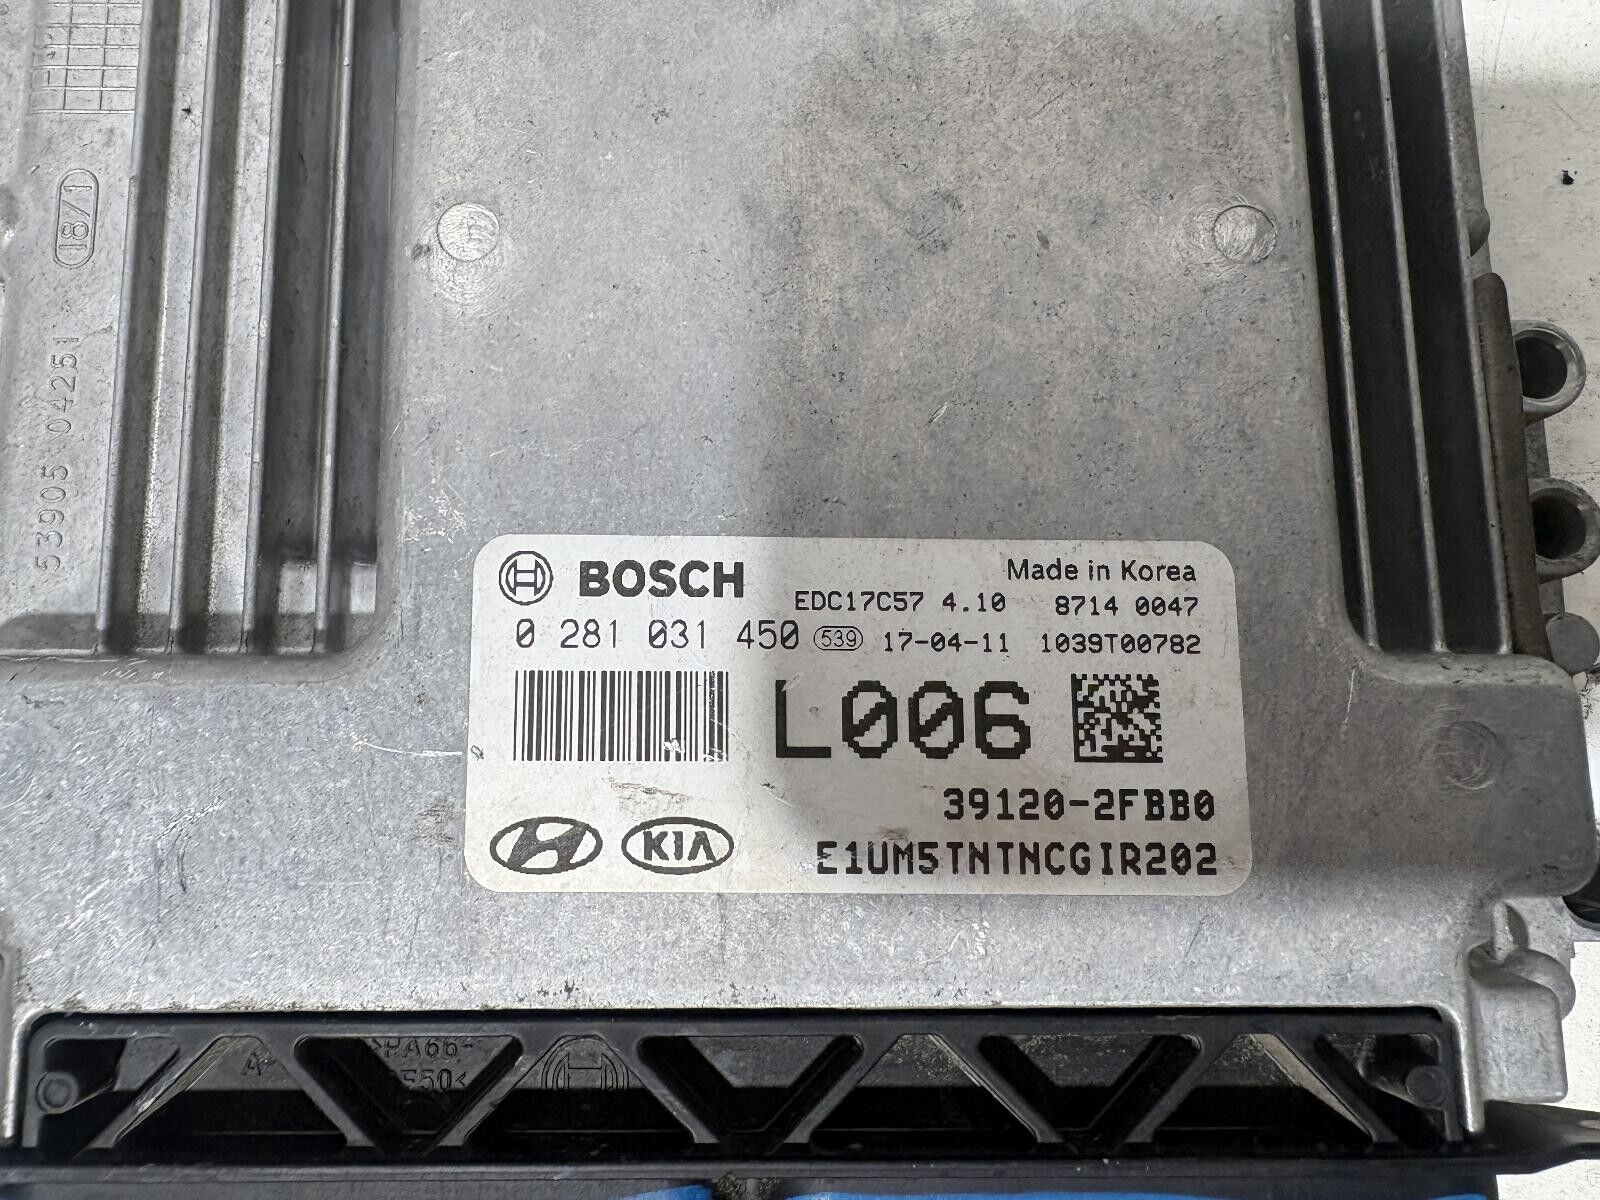 18/1
53905 04251
BOSCH
Made in Korea
EDC17C57 4.10 8714 0047
0 281 031 450 539 17-04-11 1039T00782
L006
39120-2FBB0
KIA
E1UM5TNTNCGIR202
>PA66-